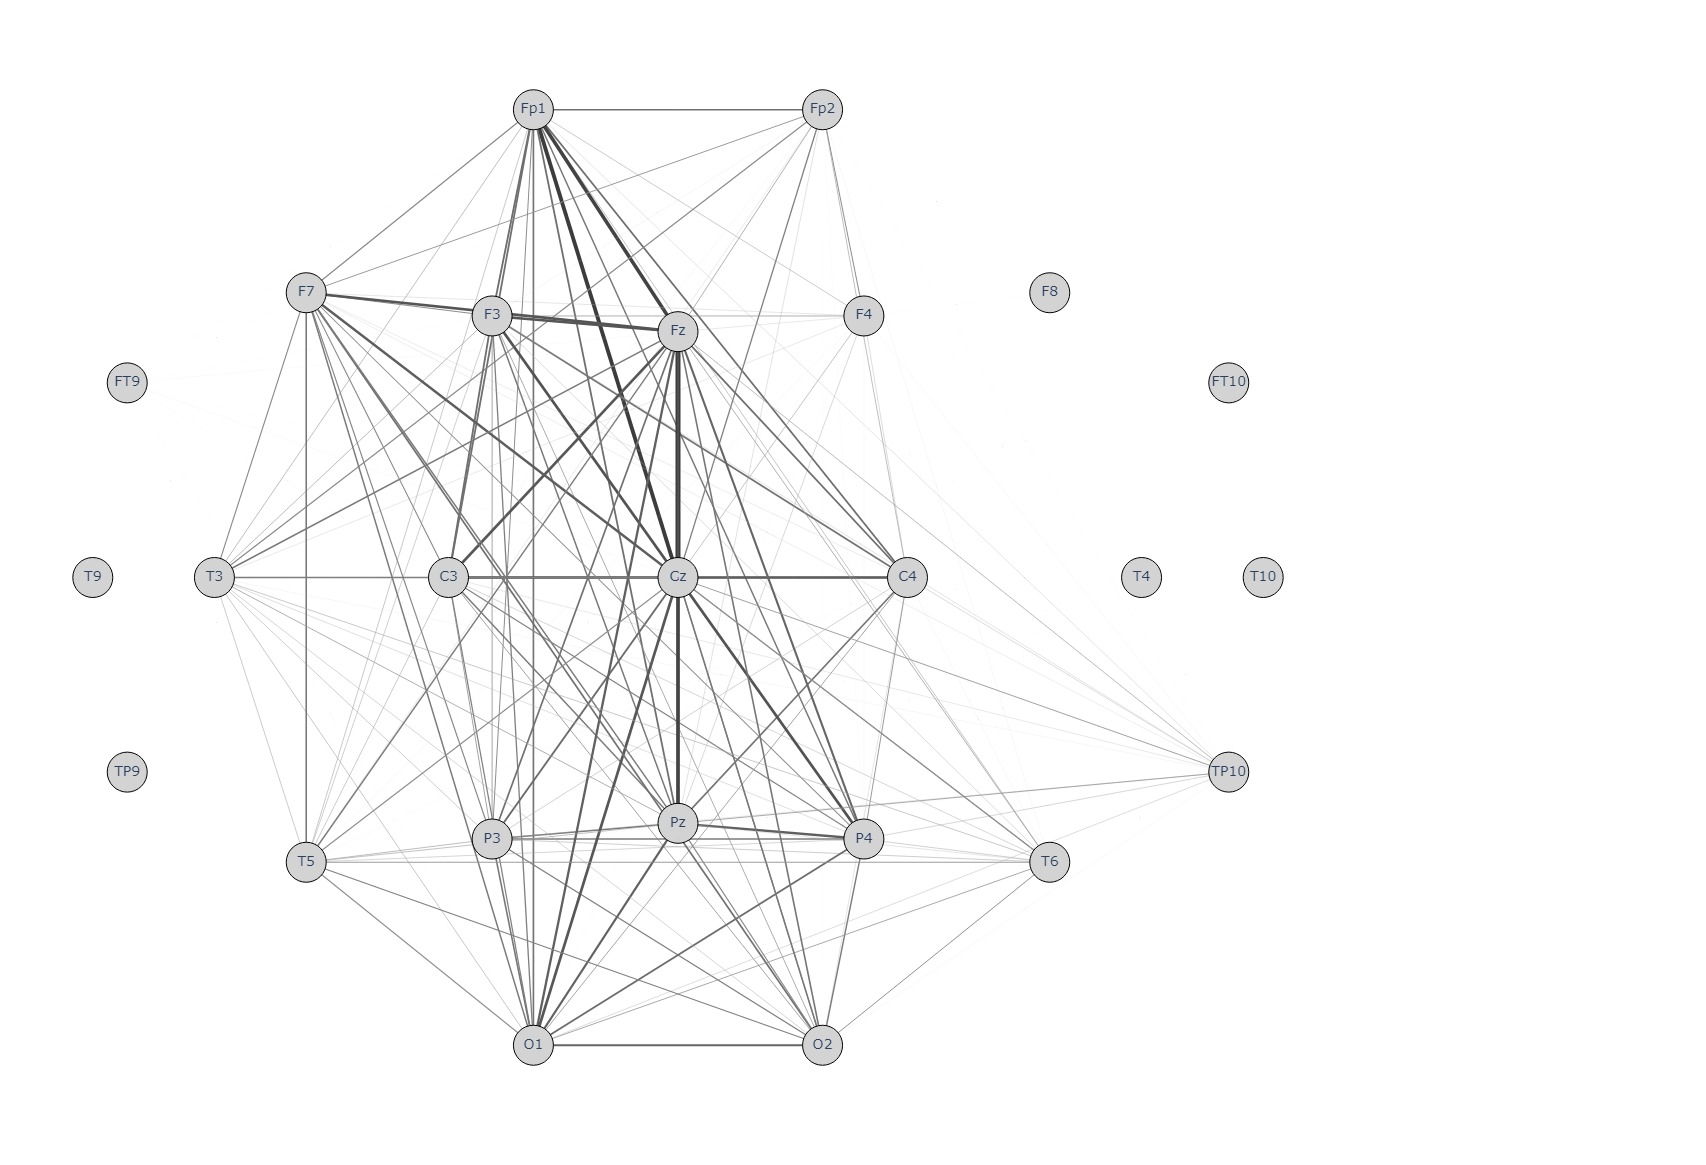 Fp1 Fp2
F7 F3 Fz F4 F8
FT9 FT10
T9 T3 C3 Cz C4 T4 T10
TP9 TP10
T5 P3 Pz P4 T6
O1 O2